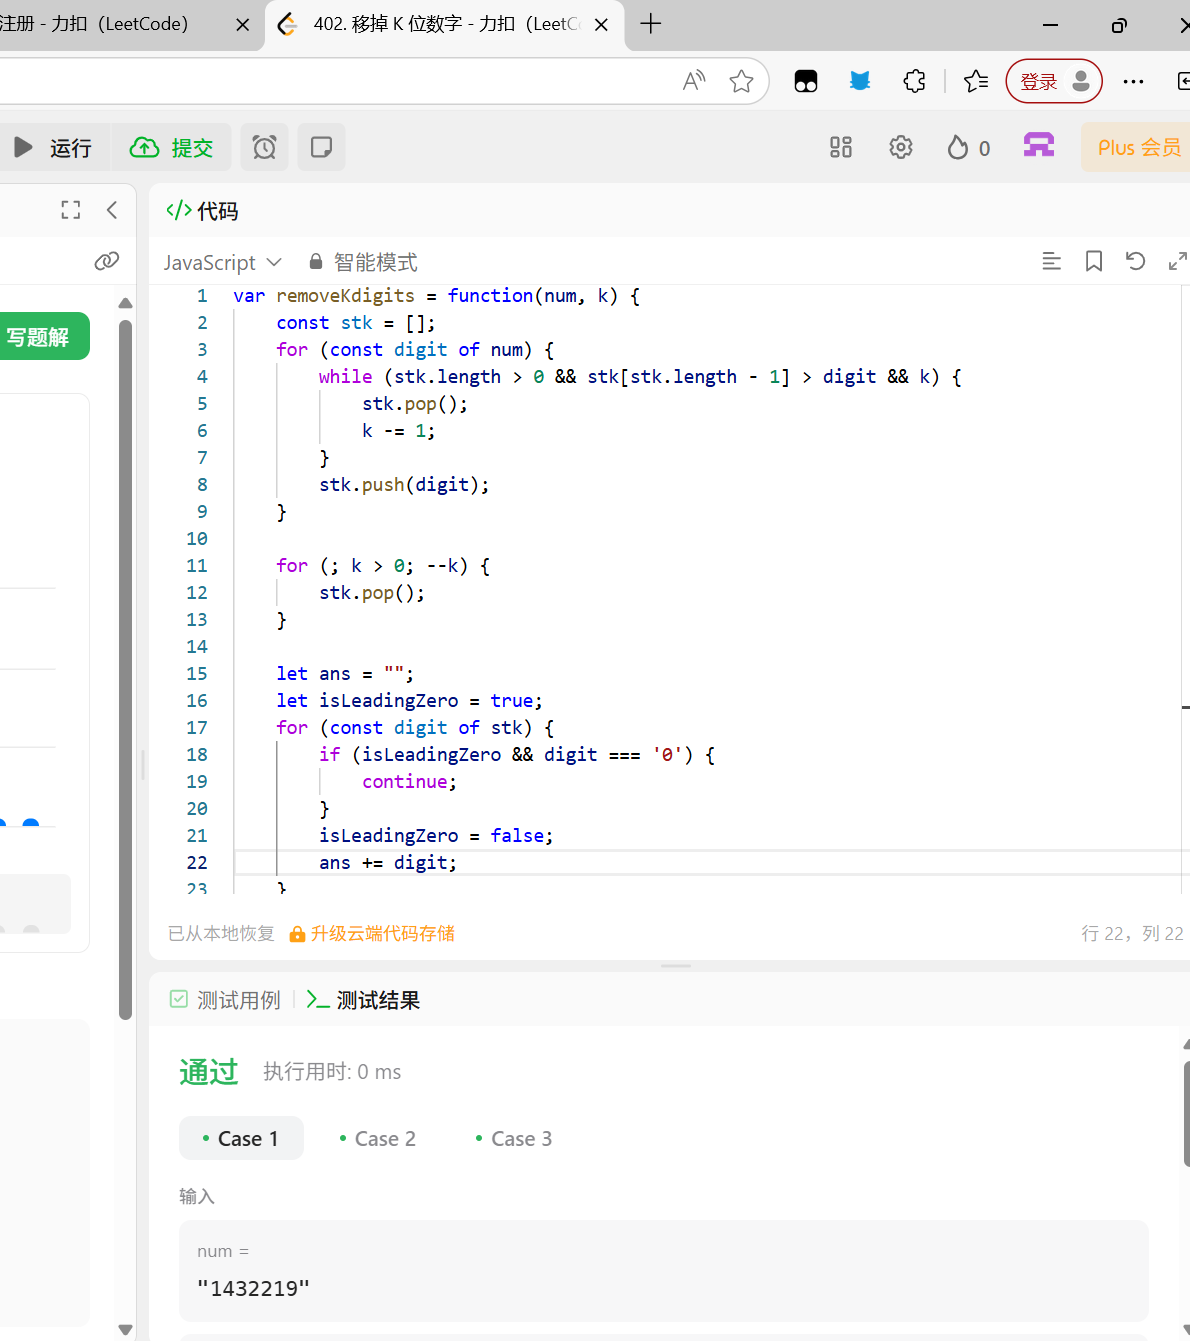 注册 - 力扣（LeetCode）
402. 移掉 K 位数字 - 力扣（LeetCo
登录
运行
提交
0
Plus 会员
代码
JavaScript
智能模式
写题解
1 var removeKdigits = function(num, k) {
2 const stk = [];
3 for (const digit of num) {
4 while (stk.length > 0 && stk[stk.length - 1] > digit && k) {
5 stk.pop();
6 k -= 1;
7 }
8 stk.push(digit);
9 }
10
11 for (; k > 0; --k) {
12 stk.pop();
13 }
14
15 let ans = "";
16 let isLeadingZero = true;
17 for (const digit of stk) {
18 if (isLeadingZero && digit === '0') {
19 continue;
20 }
21 isLeadingZero = false;
22 ans += digit;
23 }
已从本地恢复 升级云端代码存储 行 22，列 22
测试用例 测试结果
通过 执行用时: 0 ms
Case 1 Case 2 Case 3
输入
num =
"1432219"